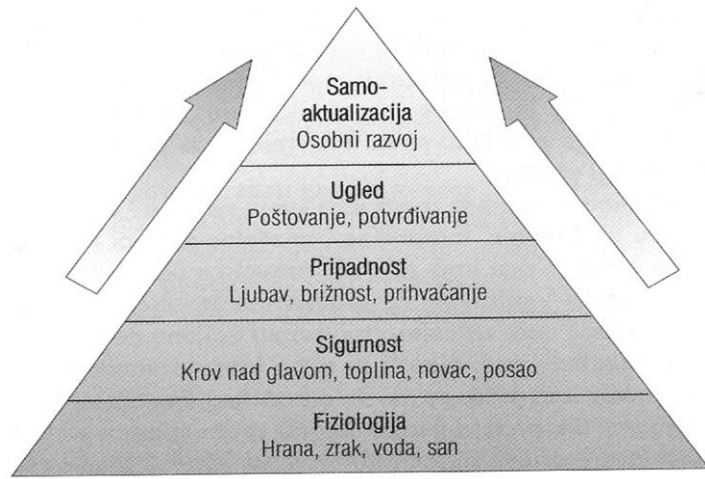 Samo-
aktualizacija
Osobni razvoj
Ugled
Poštovanje, potvrđivanje
Pripadnost
Ljubav, brižnost, prihvaćanje
Sigurnost
Krov nad glavom, toplina, novac, posao
Fiziologija
Hrana, zrak, voda, san